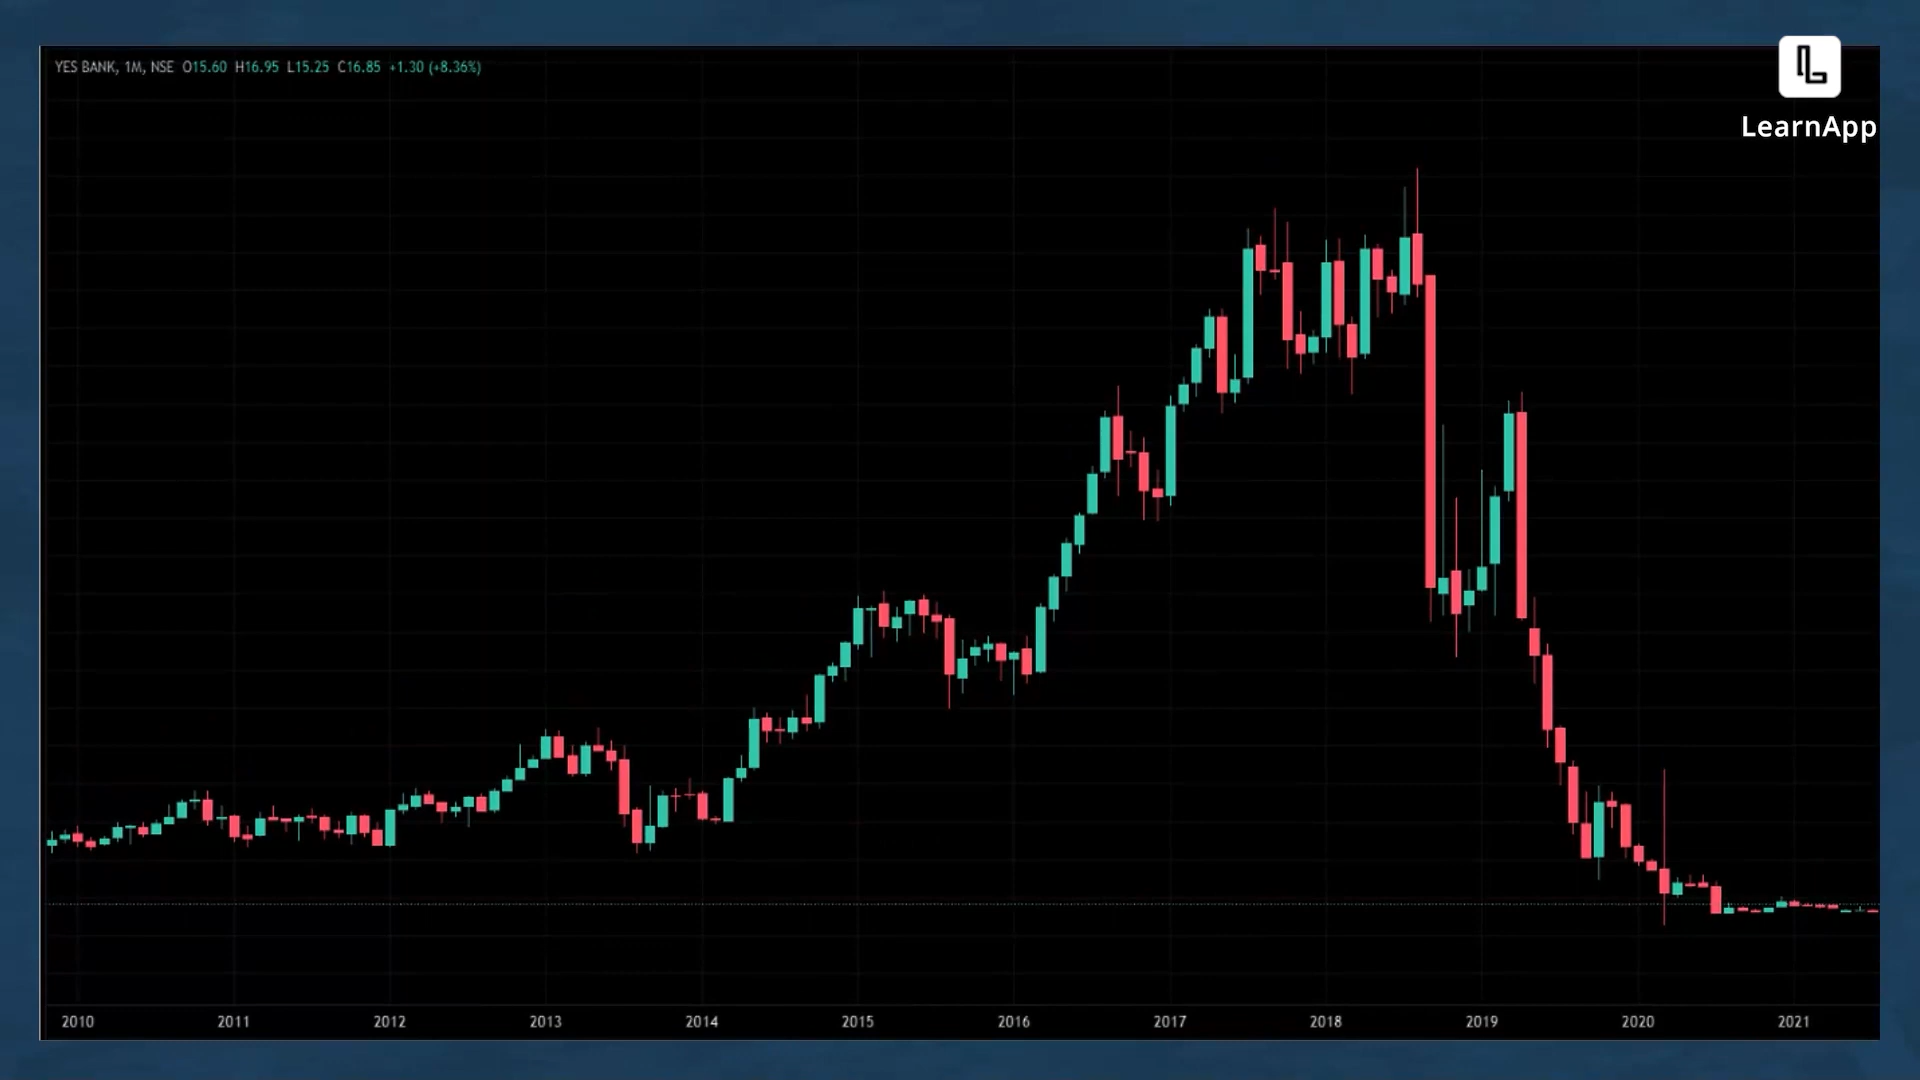 YES BANK, 1M, NSE O15.60 H16.95 L15.25 C16.85 +1.30 (+8.36%)
LearnApp
2010 2011 2012 2013 2014 2015 2016 2017 2018 2019 2020 2021